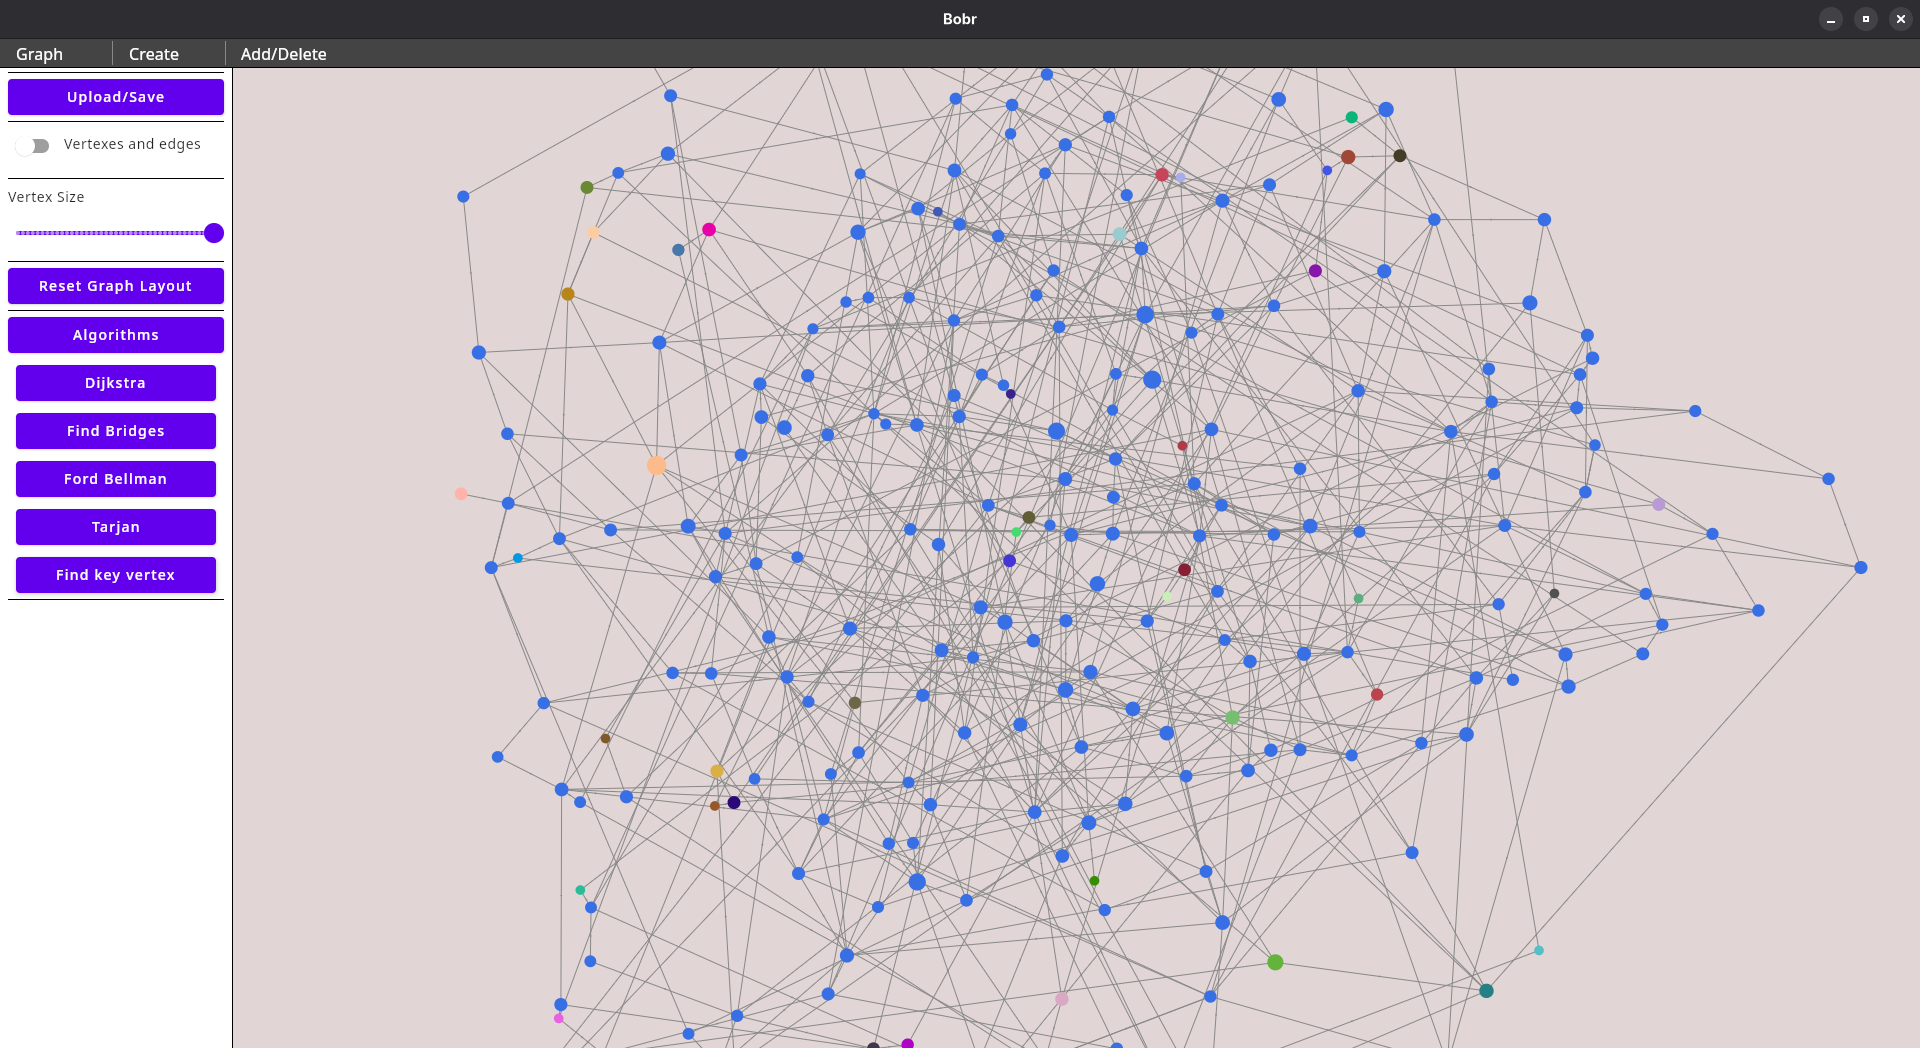 Bobr
Graph
Create
Add/Delete
Upload/Save
Vertexes and edges
Vertex Size
Reset Graph Layout
Algorithms
Dijkstra
Find Bridges
Ford Bellman
Tarjan
Find key vertex